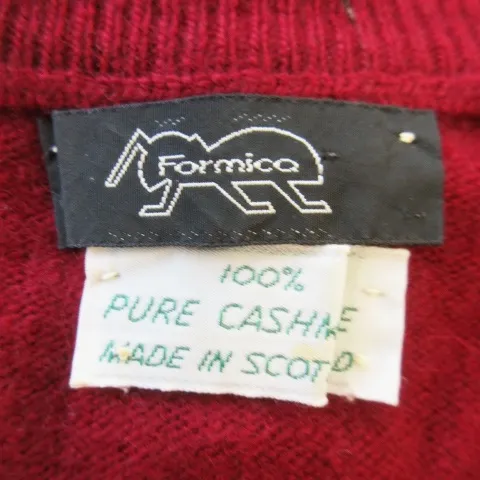 Formica
100%
PURE CASHM E
MADE IN SCOT D